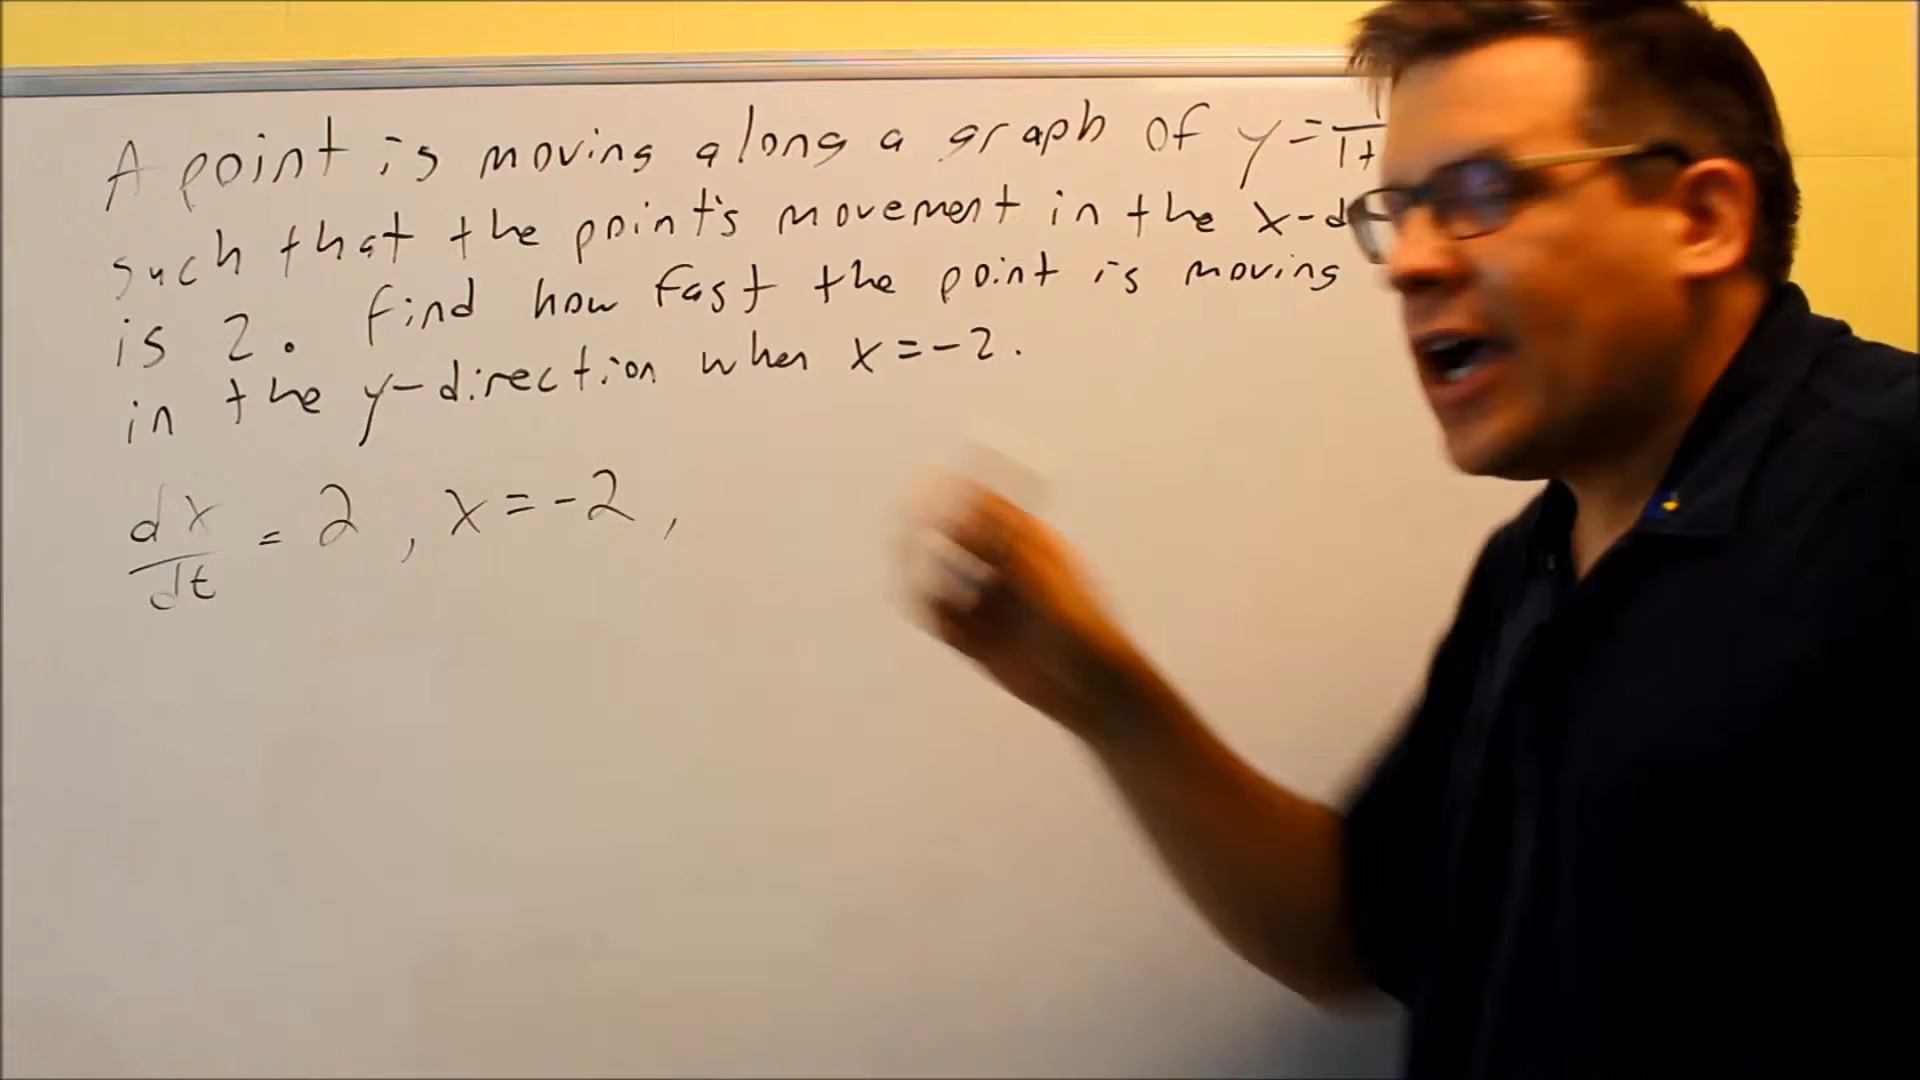 A point is moving along a graph of y = 1/1+
such that the point's movement in the x-d
is 2. Find how fast the point is moving
in the y-direction when x = -2.
dx/dt = 2, x = -2,